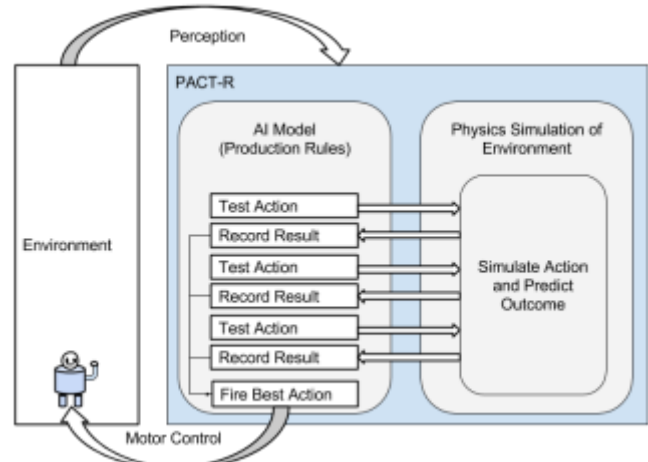 Perception
PACT-R
AI Model
(Production Rules)
Physics Simulation of
Environment
Test Action
Record Result
Test Action
Record Result
Test Action
Record Result
Fire Best Action
Simulate Action
and Predict
Outcome
Environment
Motor Control